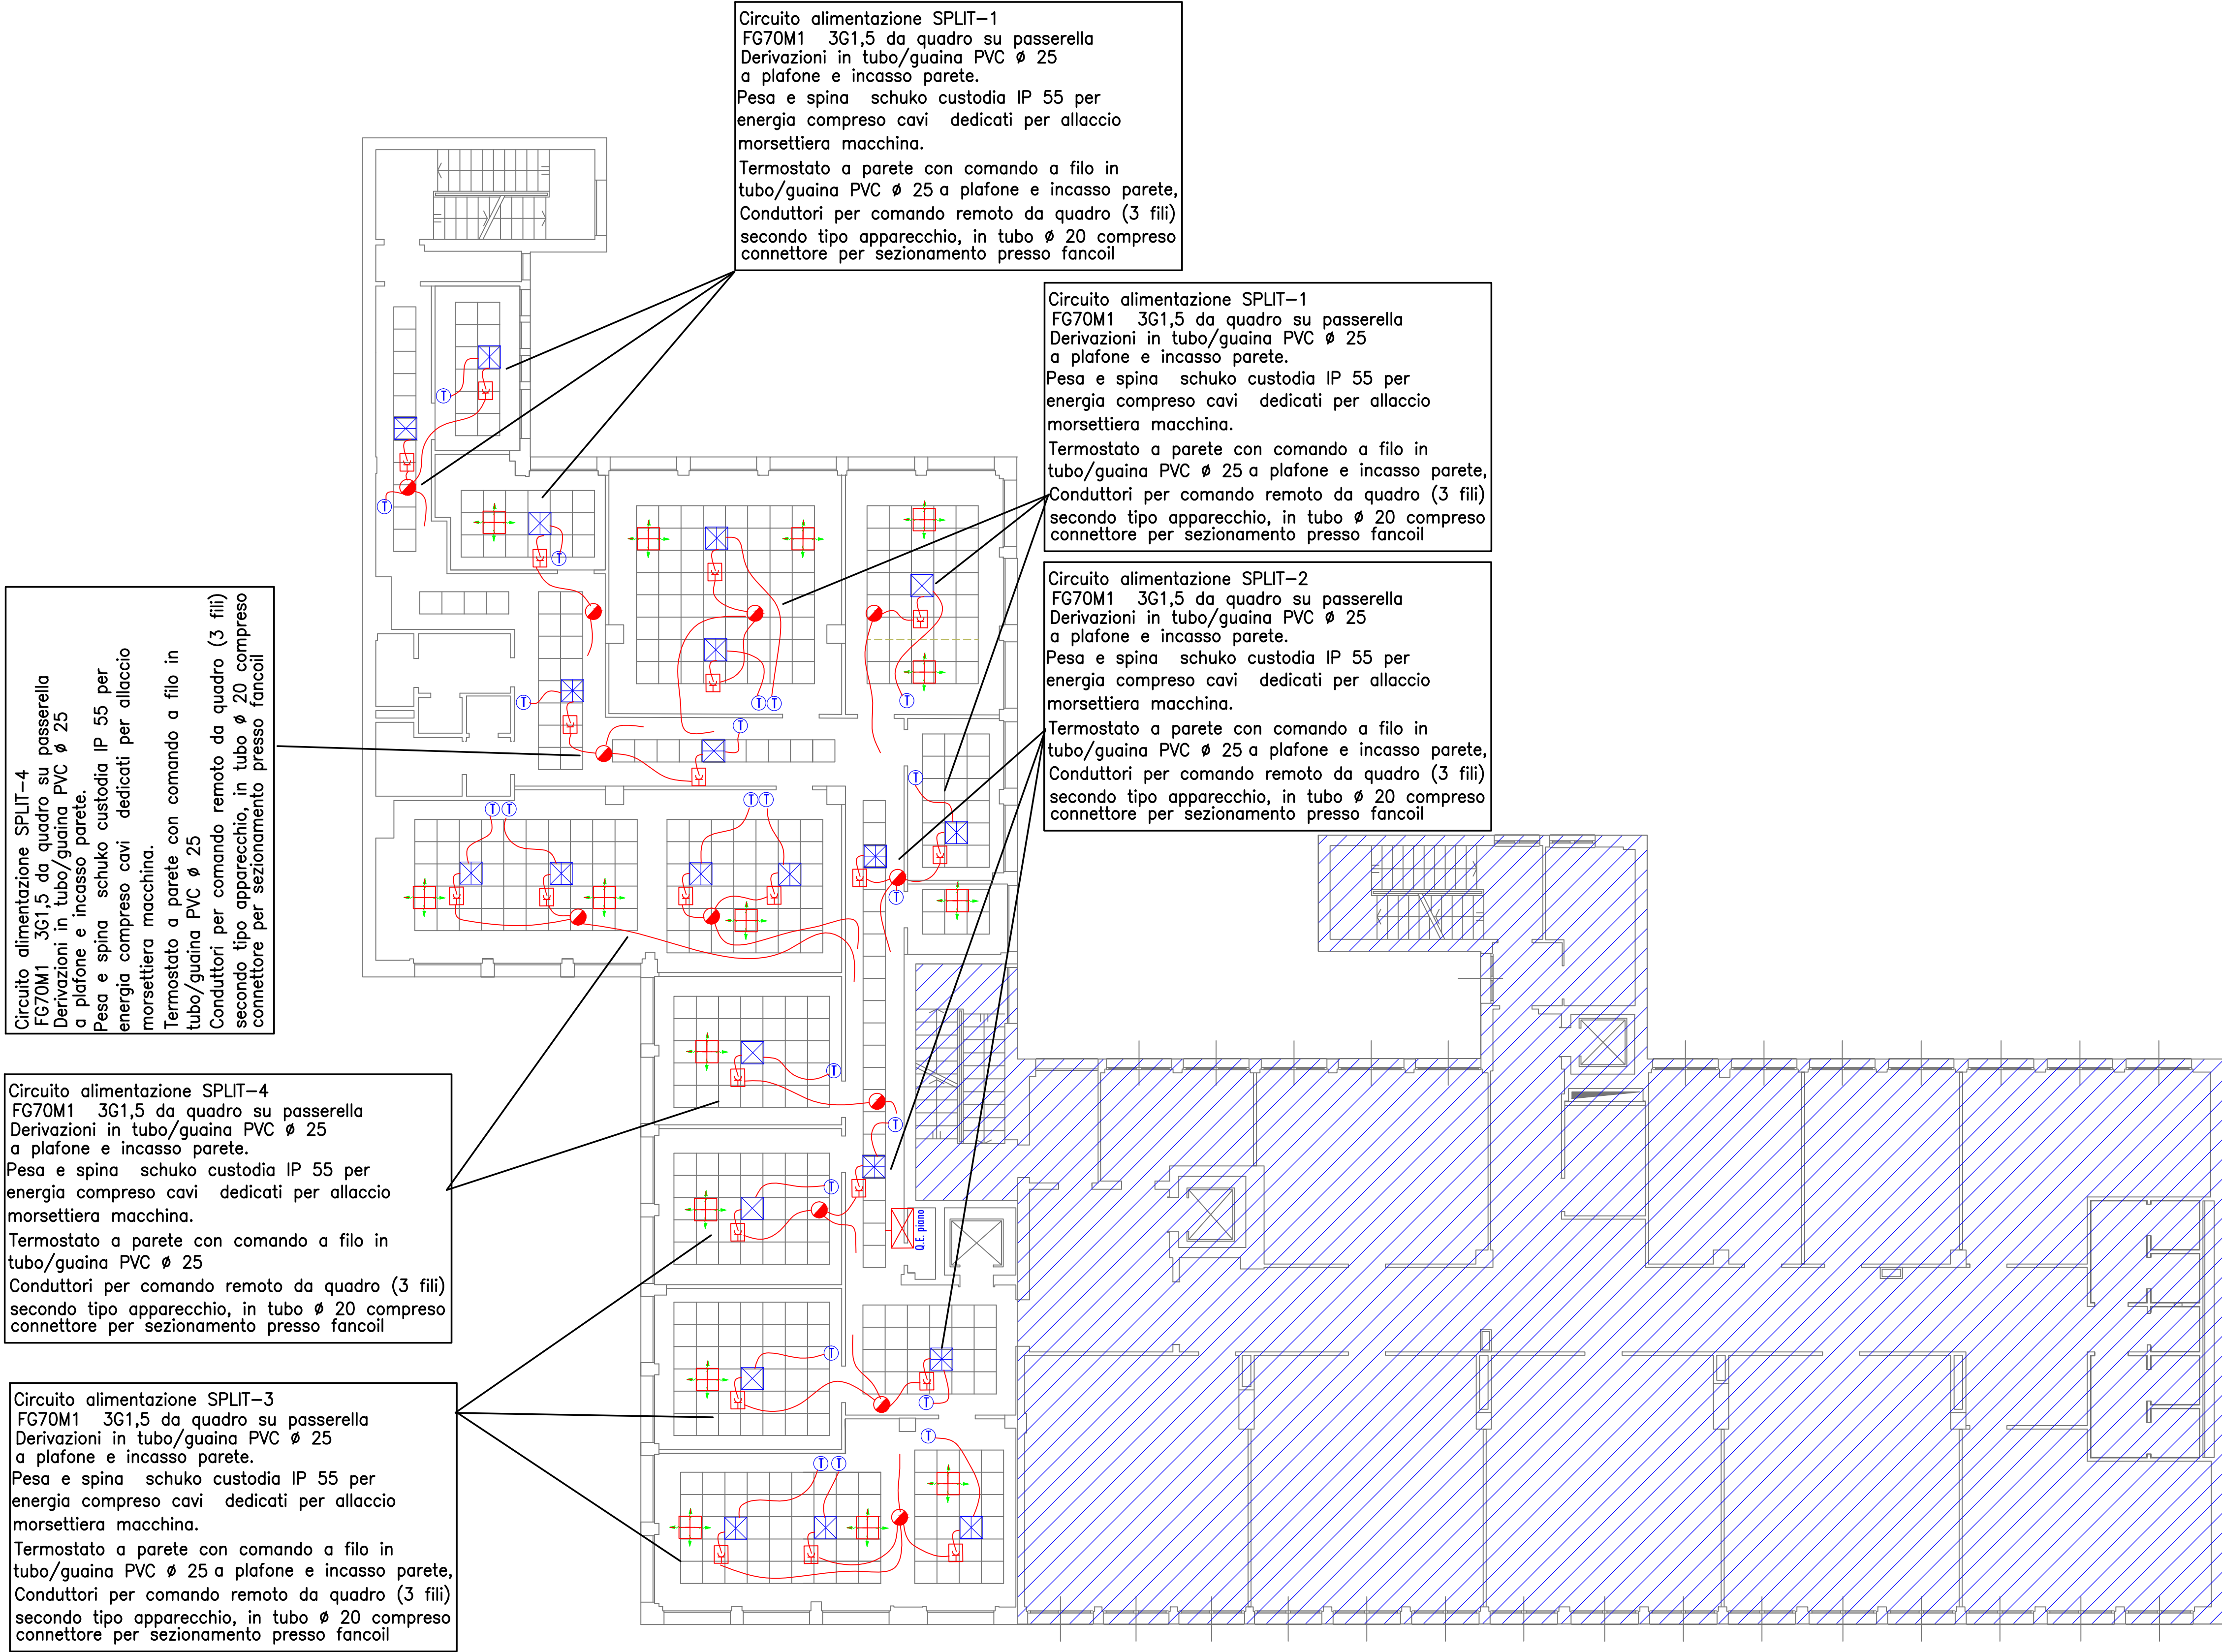 Circuito alimentazione SPLIT-1
FG70M1 3G1,5 da quadro su passerella
Derivazioni in tubo/guaina PVC ø 25
a plafone e incasso parete.
Pesa e spina schuko custodia IP 55 per
energia compreso cavi dedicati per allaccio
morsettiera macchina.
Termostato a parete con comando a filo in
tubo/guaina PVC ø 25 a plafone e incasso parete,
Conduttori per comando remoto da quadro (3 fili)
secondo tipo apparecchio, in tubo ø 20 compreso
connettore per sezionamento presso fancoil
Circuito alimentazione SPLIT-1
FG70M1 3G1,5 da quadro su passerella
Derivazioni in tubo/guaina PVC ø 25
a plafone e incasso parete.
Pesa e spina schuko custodia IP 55 per
energia compreso cavi dedicati per allaccio
morsettiera macchina.
Termostato a parete con comando a filo in
tubo/guaina PVC ø 25 a plafone e incasso parete,
Conduttori per comando remoto da quadro (3 fili)
secondo tipo apparecchio, in tubo ø 20 compreso
connettore per sezionamento presso fancoil
Circuito alimentazione SPLIT-2
FG70M1 3G1,5 da quadro su passerella
Derivazioni in tubo/guaina PVC ø 25
a plafone e incasso parete.
Pesa e spina schuko custodia IP 55 per
energia compreso cavi dedicati per allaccio
morsettiera macchina.
Termostato a parete con comando a filo in
tubo/guaina PVC ø 25 a plafone e incasso parete,
Conduttori per comando remoto da quadro (3 fili)
secondo tipo apparecchio, in tubo ø 20 compreso
connettore per sezionamento presso fancoil
Circuito alimentazione SPLIT-4
FG70M1 3G1,5 da quadro su passerella
Derivazioni in tubo/guaina PVC ø 25
a plafone e incasso parete.
Pesa e spina schuko custodia IP 55 per
energia compreso cavi dedicati per allaccio
morsettiera macchina.
Termostato a parete con comando a filo in
tubo/guaina PVC ø 25
Conduttori per comando remoto da quadro (3 fili)
secondo tipo apparecchio, in tubo ø 20 compreso
connettore per sezionamento presso fancoil
Circuito alimentazione SPLIT-4
FG70M1 3G1,5 da quadro su passerella
Derivazioni in tubo/guaina PVC ø 25
a plafone e incasso parete.
Pesa e spina schuko custodia IP 55 per
energia compreso cavi dedicati per allaccio
morsettiera macchina.
Termostato a parete con comando a filo in
tubo/guaina PVC ø 25
Conduttori per comando remoto da quadro (3 fili)
secondo tipo apparecchio, in tubo ø 20 compreso
connettore per sezionamento presso fancoil
Circuito alimentazione SPLIT-3
FG70M1 3G1,5 da quadro su passerella
Derivazioni in tubo/guaina PVC ø 25
a plafone e incasso parete.
Pesa e spina schuko custodia IP 55 per
energia compreso cavi dedicati per allaccio
morsettiera macchina.
Termostato a parete con comando a filo in
tubo/guaina PVC ø 25 a plafone e incasso parete,
Conduttori per comando remoto da quadro (3 fili)
secondo tipo apparecchio, in tubo ø 20 compreso
connettore per sezionamento presso fancoil
T
T
T
T
T T
T
T
T
T T
T T
T
T
T
T
T
T
T
T
T T
Q.E. piano